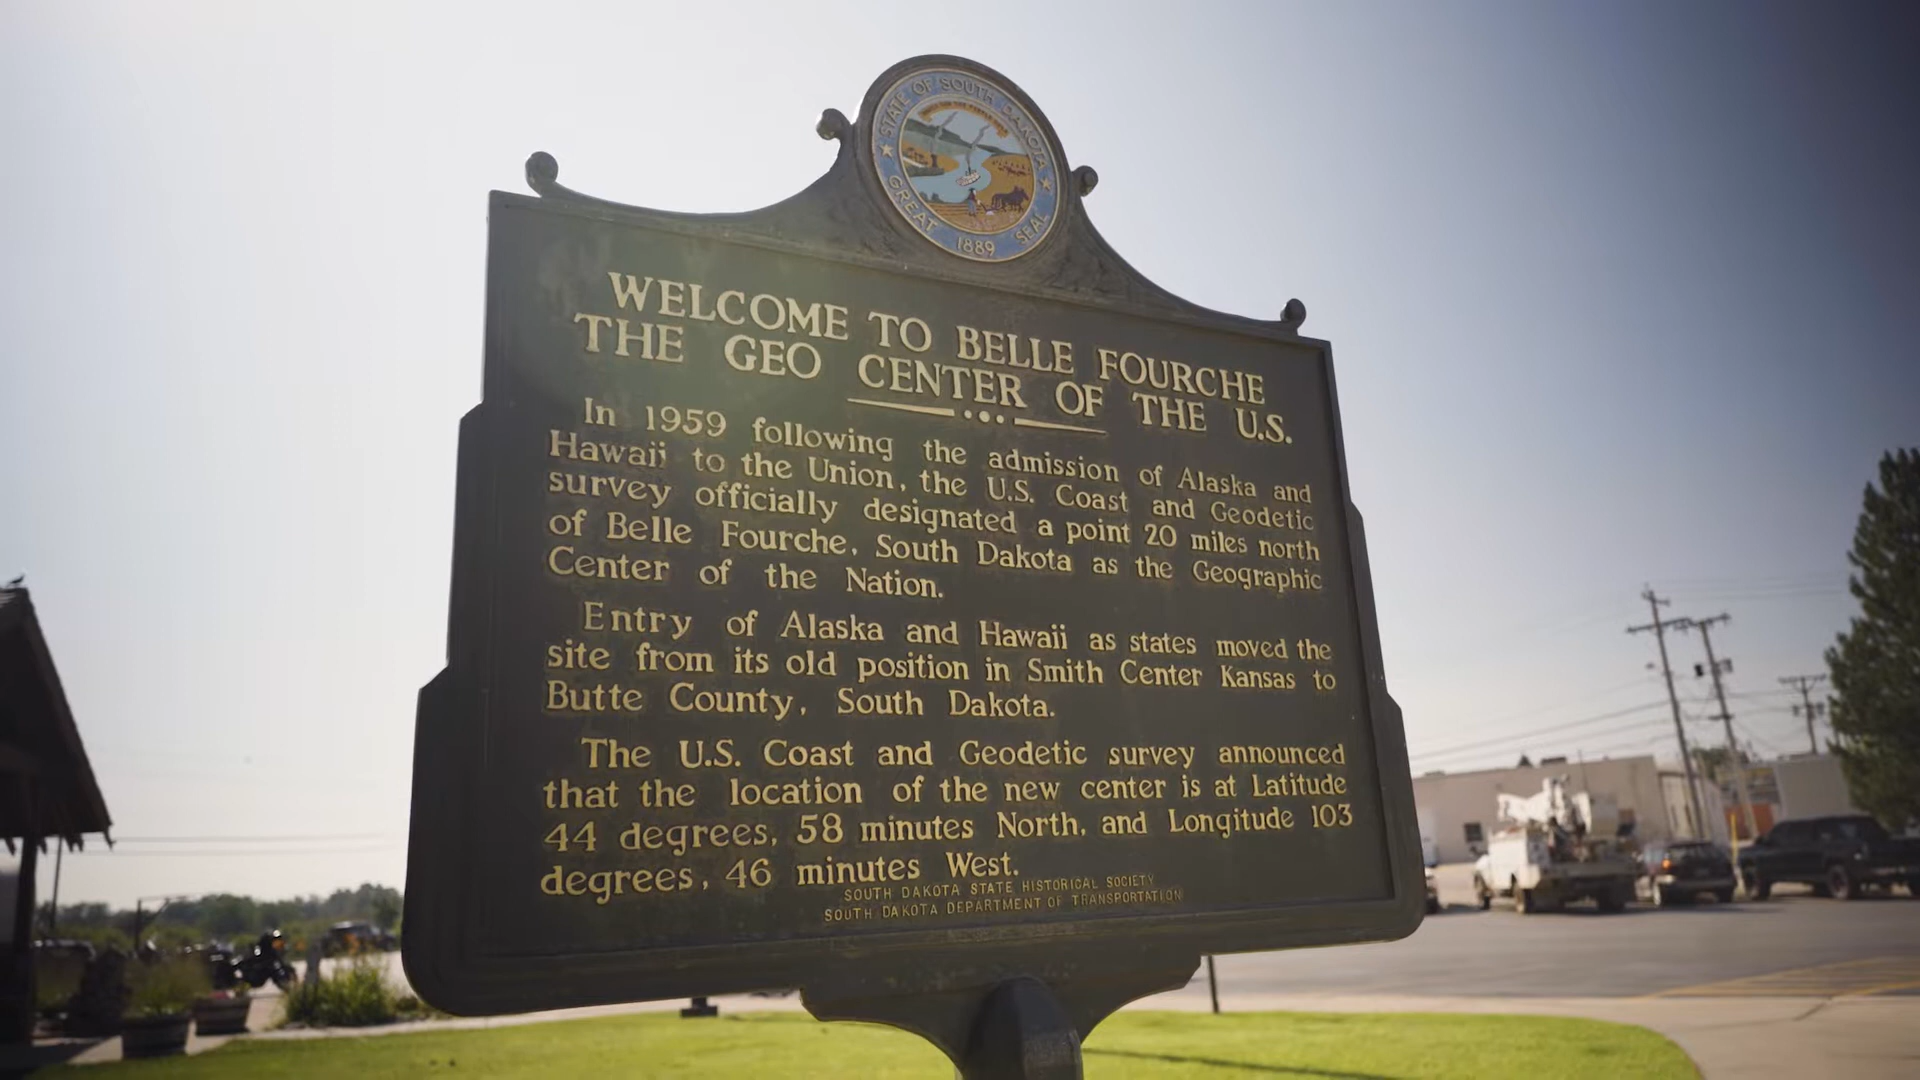 STATE OF SOUTH DAKOTA
GREAT SEAL
1889
WELCOME TO BELLE FOURCHE
THE GEO CENTER OF THE U.S.
In 1959 following the admission of Alaska and
Hawaii to the Union, the U.S. Coast and Geodetic
survey officially designated a point 20 miles north
of Belle Fourche, South Dakota as the Geographic
Center of the Nation.
Entry of Alaska and Hawaii as states moved the
site from its old position in Smith Center Kansas to
Butte County, South Dakota.
The U.S. Coast and Geodetic survey announced
that the location of the new center is at Latitude
44 degrees, 58 minutes North, and Longitude 103
degrees, 46 minutes West.
SOUTH DAKOTA STATE HISTORICAL SOCIETY
SOUTH DAKOTA DEPARTMENT OF TRANSPORTATION